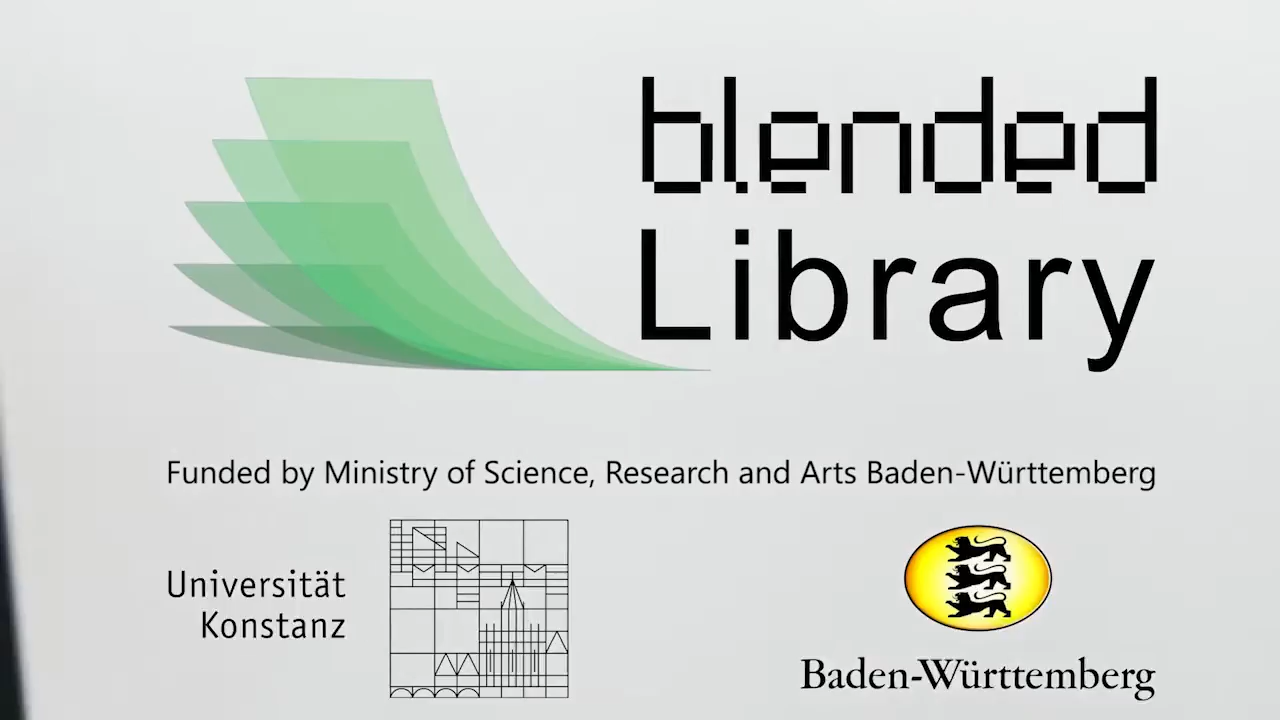 blended
Library
Funded by Ministry of Science, Research and Arts Baden-Württemberg
Universität
Konstanz
Baden-Württemberg